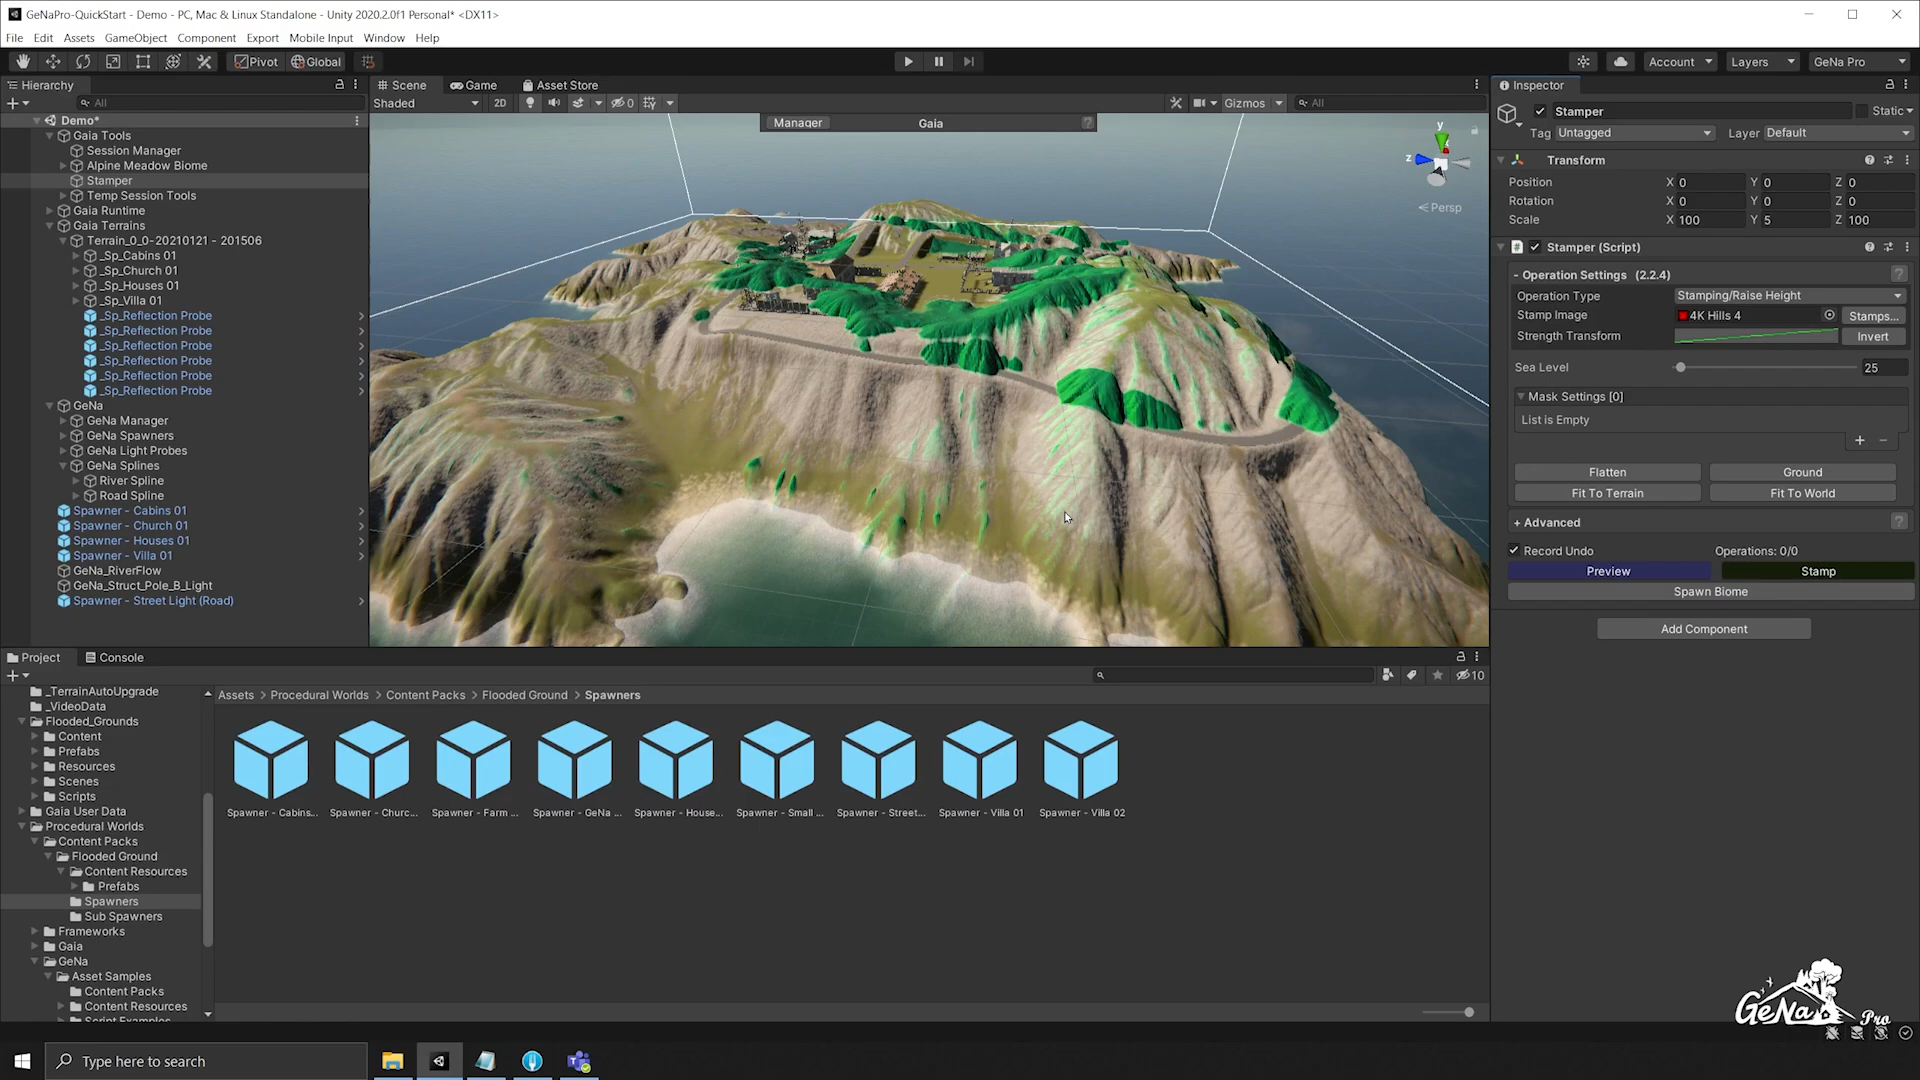 GeNaPro-QuickStart - Demo - PC, Mac & Linux Standalone - Unity 2020.2.0f1 Personal* <DX11>
File Edit Assets GameObject Component Export Mobile Input Window Help
Pivot Global Account Layers GeNa Pro
Hierarchy
All
Demo*
Gaia Tools
Session Manager
Alpine Meadow Biome
Stamper
Temp Session Tools
Gaia Runtime
Gaia Terrains
Terrain_0_0-20210121 - 201506
_Sp_Cabins 01
_Sp_Church 01
_Sp_Houses 01
_Sp_Villa 01
_Sp_Reflection Probe
_Sp_Reflection Probe
_Sp_Reflection Probe
_Sp_Reflection Probe
_Sp_Reflection Probe
_Sp_Reflection Probe
GeNa
GeNa Manager
GeNa Spawners
GeNa Light Probes
GeNa Splines
River Spline
Road Spline
Spawner - Cabins 01
Spawner - Church 01
Spawner - Houses 01
Spawner - Villa 01
GeNa_RiverFlow
GeNa_Struct_Pole_B_Light
Spawner - Street Light (Road)
Scene Game Asset Store
Shaded 2D 0 Gizmos All
Manager Gaia
y
z
Persp
Inspector
Stamper Static
Tag Untagged Layer Default
Transform
Position X 0 Y 0 Z 0
Rotation X 0 Y 0 Z 0
Scale X 100 Y 5 Z 100
Stamper (Script)
- Operation Settings (2.2.4)
Operation Type Stamping/Raise Height
Stamp Image 4K Hills 4 Stamps...
Strength Transform Invert
Sea Level 25
Mask Settings [0]
List is Empty
+ -
Flatten Ground
Fit To Terrain Fit To World
+ Advanced
Record Undo Operations: 0/0
Preview Stamp
Spawn Biome
Add Component
Project Console
10
_TerrainAutoUpgrade
_VideoData
Flooded_Grounds
Content
Prefabs
Resources
Scenes
Scripts
Gaia User Data
Procedural Worlds
Content Packs
Flooded Ground
Content Resources
Prefabs
Spawners
Sub Spawners
Frameworks
Gaia
GeNa
Asset Samples
Content Packs
Content Resources
Script Examples
Assets > Procedural Worlds > Content Packs > Flooded Ground > Spawners
Spawner - Cabins... Spawner - Churc... Spawner - Farm ... Spawner - GeNa ... Spawner - House... Spawner - Small ... Spawner - Street... Spawner - Villa 01 Spawner - Villa 02
GeNa Pro
Type here to search